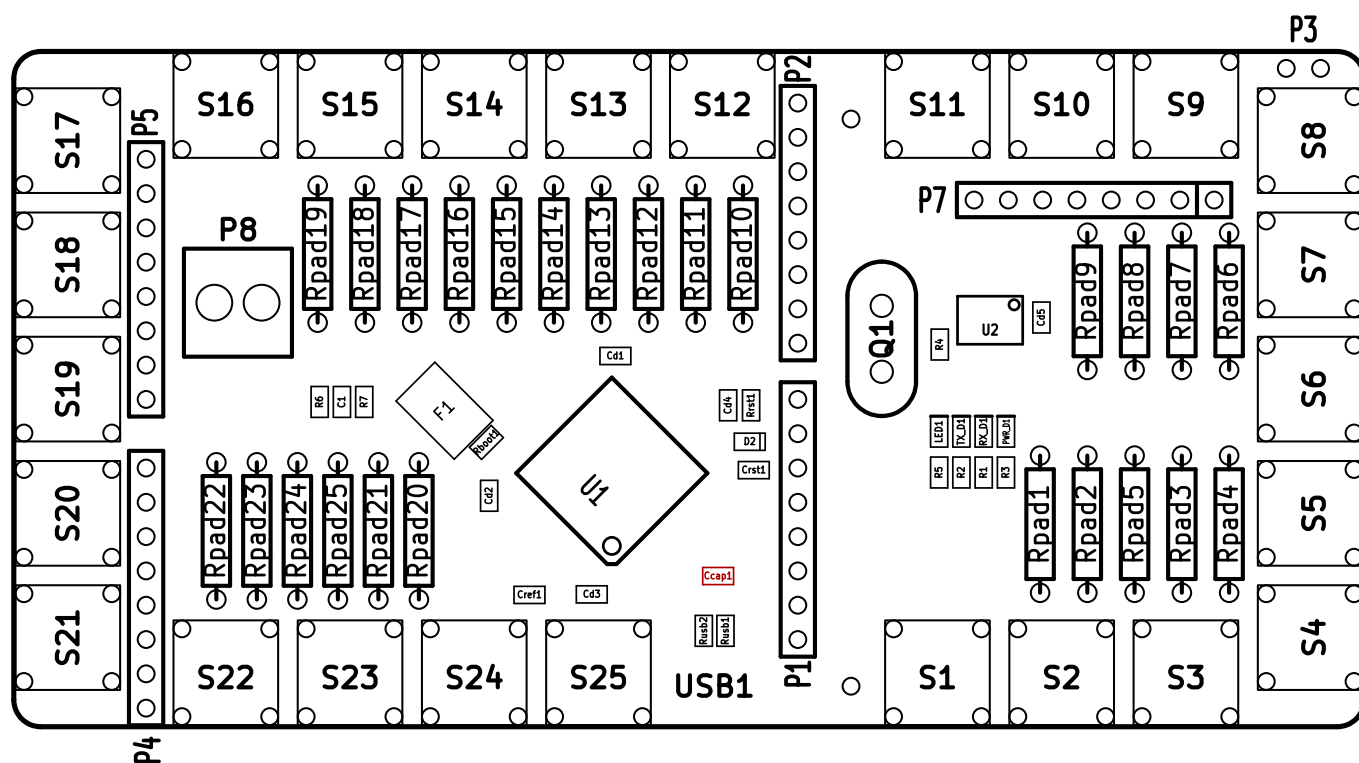 P3
S16
S15
S14
S13
S12
P2
S11
S10
S9
S17
P5
S8
P7
P8
Rpad19
Rpad18
Rpad17
Rpad16
Rpad15
Rpad14
Rpad13
Rpad12
Rpad11
Rpad10
S18
S7
Rpad9
Rpad8
Rpad7
Rpad6
Q1
U2
Cd5
R4
Cd1
S19
S6
R6
C1
R7
F1
Rboot1
Cd4
Rrst1
D2
Crst1
LED1
TX_D1
RX_D1
PWR_D1
R5
R2
R1
R3
Cd2
U1
S20
S5
Rpad22
Rpad23
Rpad24
Rpad25
Rpad21
Rpad20
Rpad1
Rpad2
Rpad5
Rpad3
Rpad4
Ccap1
Cref1
Cd3
Rusb2
Rusb1
S21
S4
S22
S23
S24
S25
USB1
P1
S1
S2
S3
P4